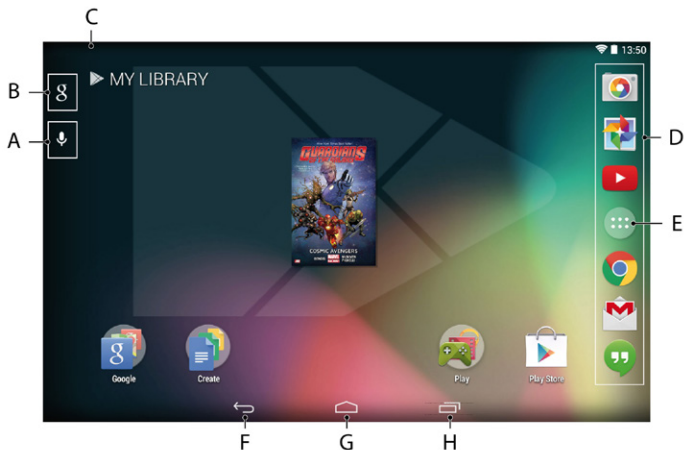 C
13:50
B
g
MY LIBRARY
A
D
GUARDIANS
COSMIC AVENGERS
E
g
Google
Create
Play
Play Store
F
G
H